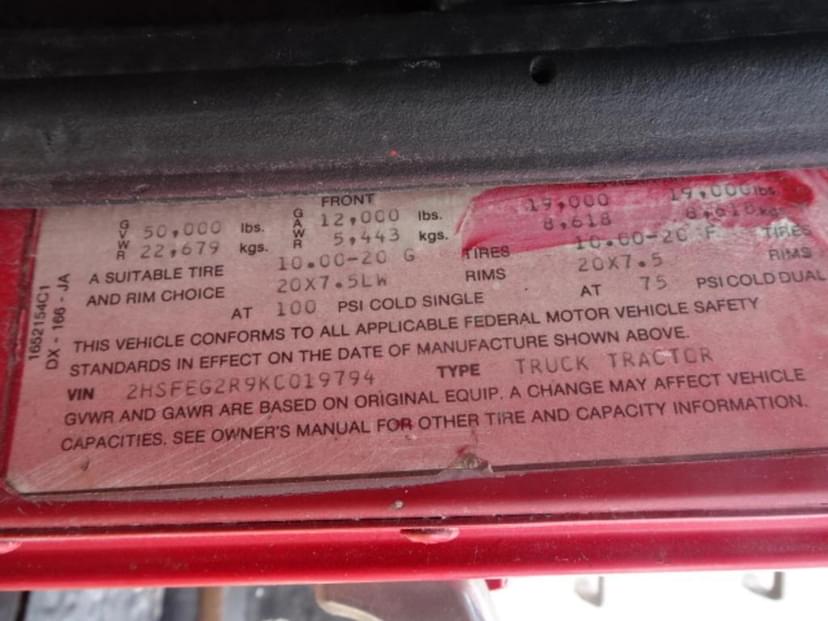 FRONT
GVWR 50,000 lbs. GAWR 12,000 lbs. 19,000 19,000 lbs.
22,679 kgs. 5,443 kgs. 8,618 8,618 kg
A SUITABLE TIRE 10.00-20 G TIRES 10.00-20 F TIRES
AND RIM CHOICE 20X7.5LW RIMS 20X7.5 RIMS
AT 100 PSI COLD SINGLE AT 75 PSI COLD DUAL
THIS VEHICLE CONFORMS TO ALL APPLICABLE FEDERAL MOTOR VEHICLE SAFETY
STANDARDS IN EFFECT ON THE DATE OF MANUFACTURE SHOWN ABOVE.
VIN 2HSFEG2R9KC019794 TYPE TRUCK TRACTOR
GVWR AND GAWR ARE BASED ON ORIGINAL EQUIP. A CHANGE MAY AFFECT VEHICLE
CAPACITIES. SEE OWNER'S MANUAL FOR OTHER TIRE AND CAPACITY INFORMATION.
1652154C1
DX - 166 - JA